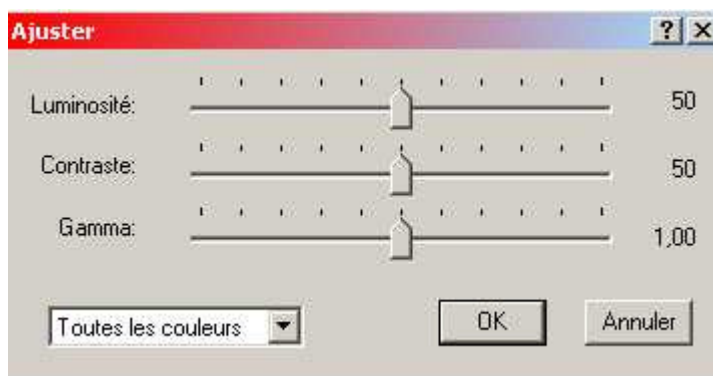 Ajuster
Luminosité: 50
Contraste: 50
Gamma: 1,00
Toutes les couleurs OK Annuler